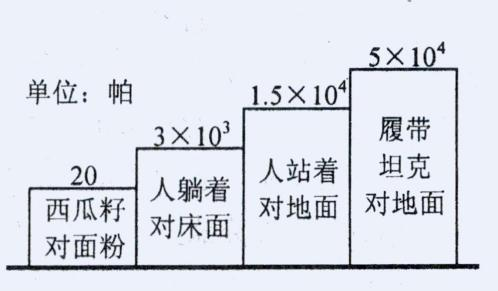 单位：帕
20
西瓜籽
对面粉
3×10³
人躺着
对床面
1.5×10⁴
人站着
对地面
5×10⁴
履带
坦克
对地面